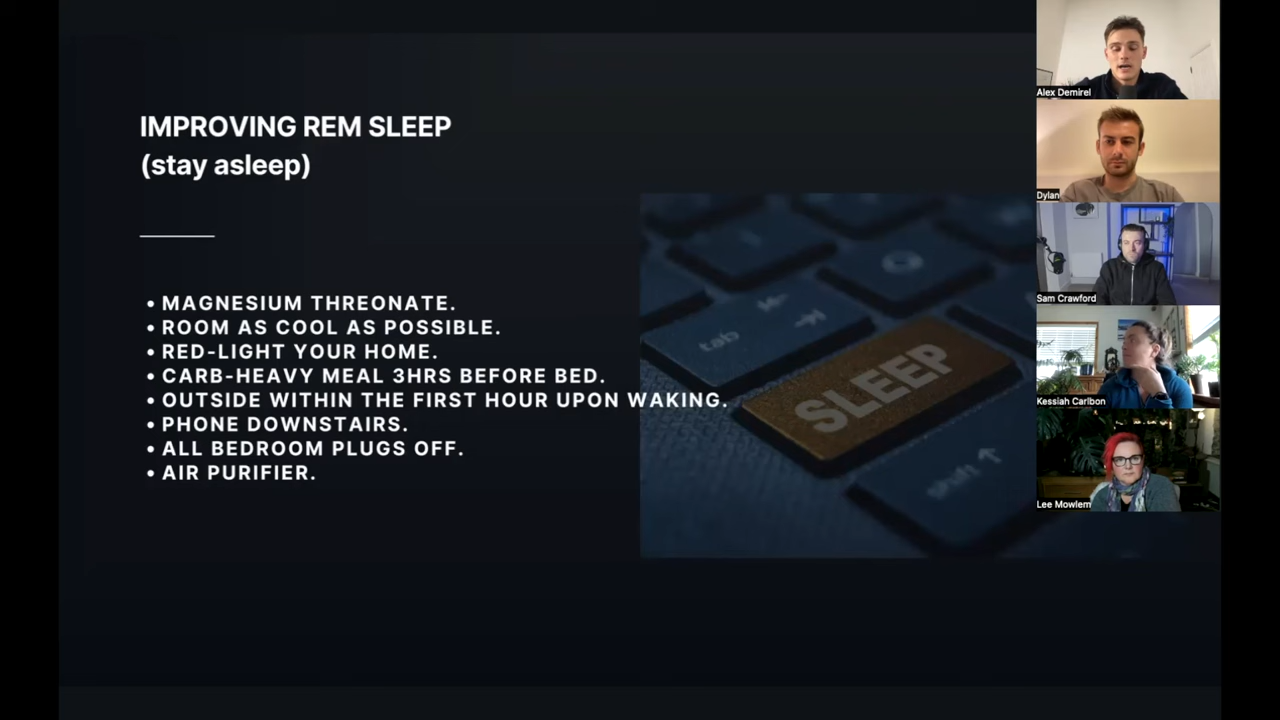 IMPROVING REM SLEEP
(stay asleep)
• MAGNESIUM THREONATE.
• ROOM AS COOL AS POSSIBLE.
• RED-LIGHT YOUR HOME.
• CARB-HEAVY MEAL 3HRS BEFORE BED.
• OUTSIDE WITHIN THE FIRST HOUR UPON WAKING.
• PHONE DOWNSTAIRS.
• ALL BEDROOM PLUGS OFF.
• AIR PURIFIER.
tab
SLEEP
shift
Alex Demirel
Dylan
Sam Crawford
Kessiah Carlbon
Lee Mowlem